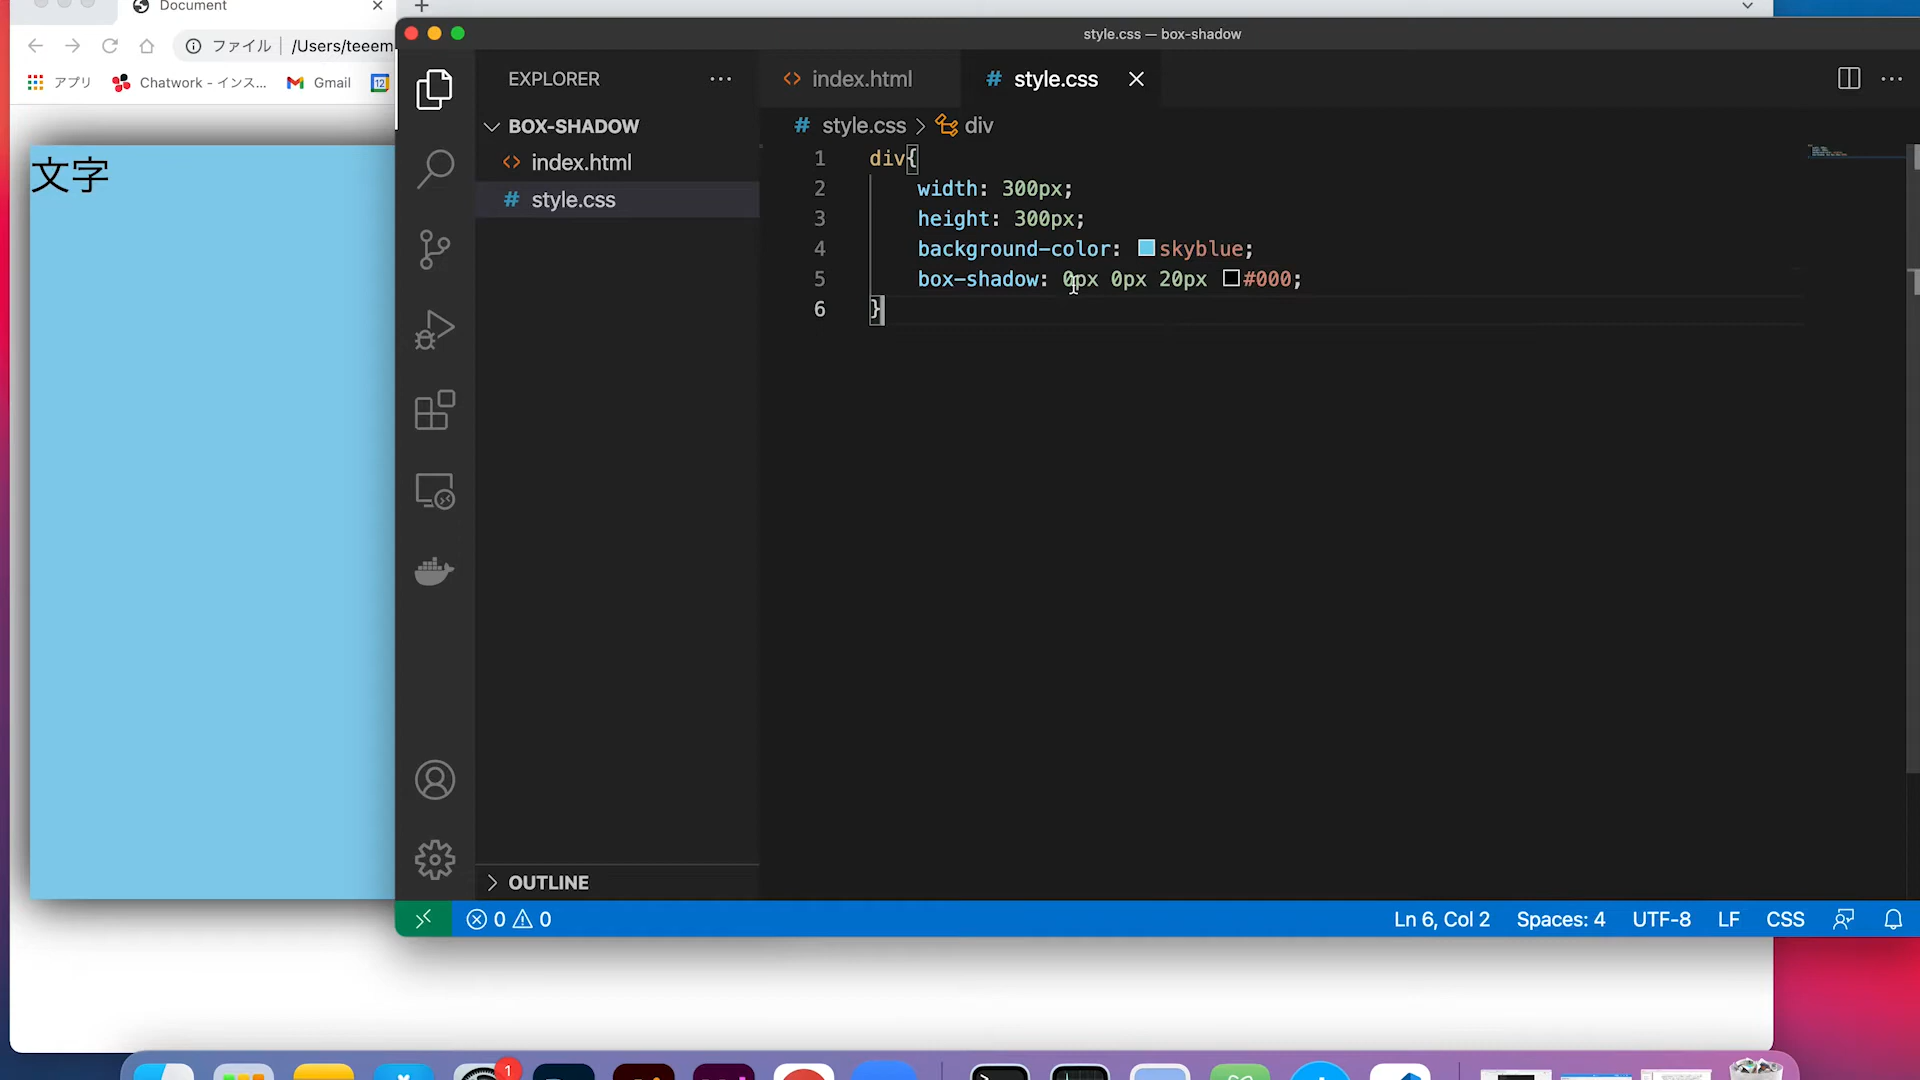 Document
ファイル
/Users/teeem
アプリ
Chatwork - インス...
Gmail
12
文字
style.css — box-shadow
EXPLORER
BOX-SHADOW
index.html
style.css
OUTLINE
index.html
style.css
style.css > div
1 div{
2 width: 300px;
3 height: 300px;
4 background-color: skyblue;
5 box-shadow: 0px 0px 20px #000;
6 }
0 0
Ln 6, Col 2
Spaces: 4
UTF-8
LF
CSS
1